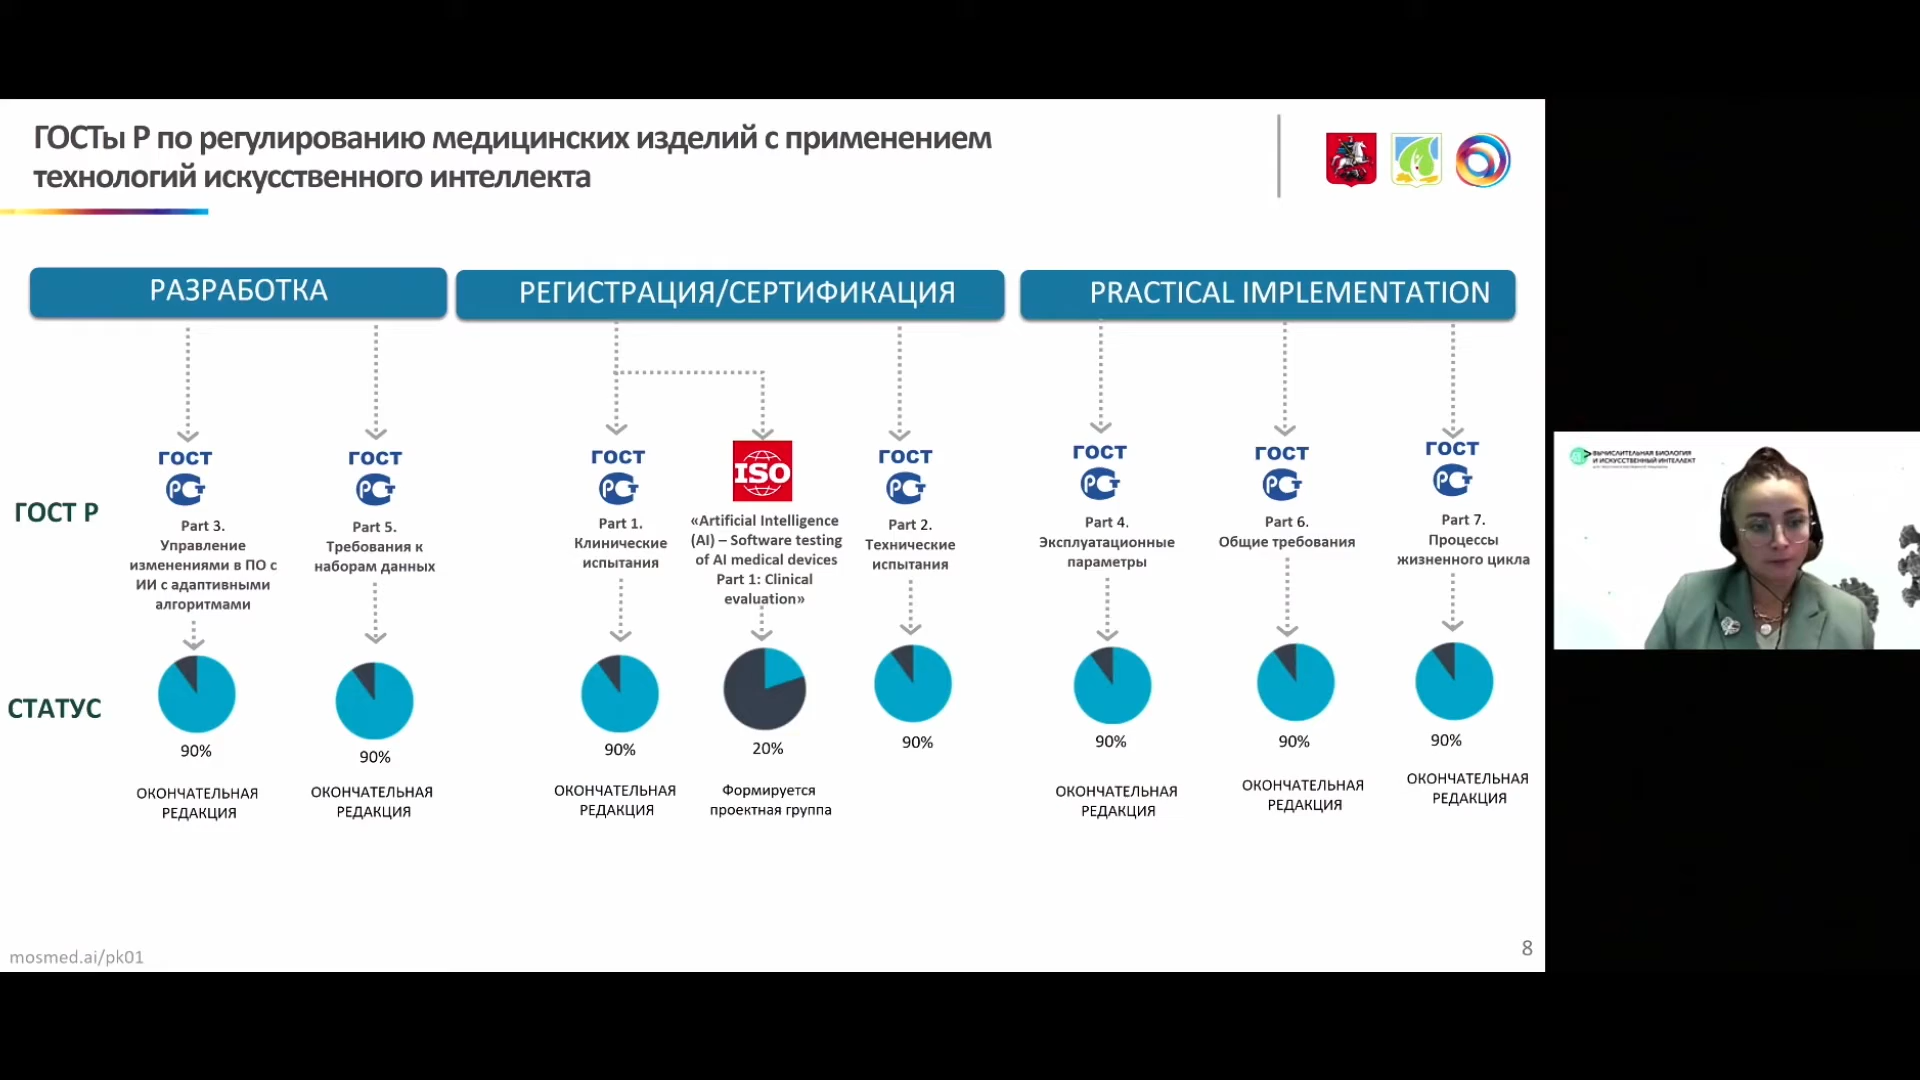 ГОСТы Р по регулированию медицинских изделий с применением
технологий искусственного интеллекта
РАЗРАБОТКА
РЕГИСТРАЦИЯ/СЕРТИФИКАЦИЯ
PRACTICAL IMPLEMENTATION
ГОСТ Р
ГОСТ
Part 3.
Управление
изменениями в ПО с
ИИ с адаптивными
алгоритмами
ГОСТ
Part 5.
Требования к
наборам данных
ГОСТ
Part 1.
Клинические
испытания
ISO
«Artificial Intelligence
(AI) – Software testing
of AI medical devices
Part 1: Clinical
evaluation»
ГОСТ
Part 2.
Технические
испытания
ГОСТ
Part 4.
Эксплуатационные
параметры
ГОСТ
Part 6.
Общие требования
ГОСТ
Part 7.
Процессы
жизненного цикла
СТАТУС
90%
ОКОНЧАТЕЛЬНАЯ
РЕДАКЦИЯ
90%
ОКОНЧАТЕЛЬНАЯ
РЕДАКЦИЯ
90%
ОКОНЧАТЕЛЬНАЯ
РЕДАКЦИЯ
20%
Формируется
проектная группа
90%
90%
ОКОНЧАТЕЛЬНАЯ
РЕДАКЦИЯ
90%
ОКОНЧАТЕЛЬНАЯ
РЕДАКЦИЯ
90%
ОКОНЧАТЕЛЬНАЯ
РЕДАКЦИЯ
mosmed.ai/pk01
8
ВЫЧИСЛИТЕЛЬНАЯ БИОЛОГИЯ
И ИСКУССТВЕННЫЙ ИНТЕЛЛЕКТ